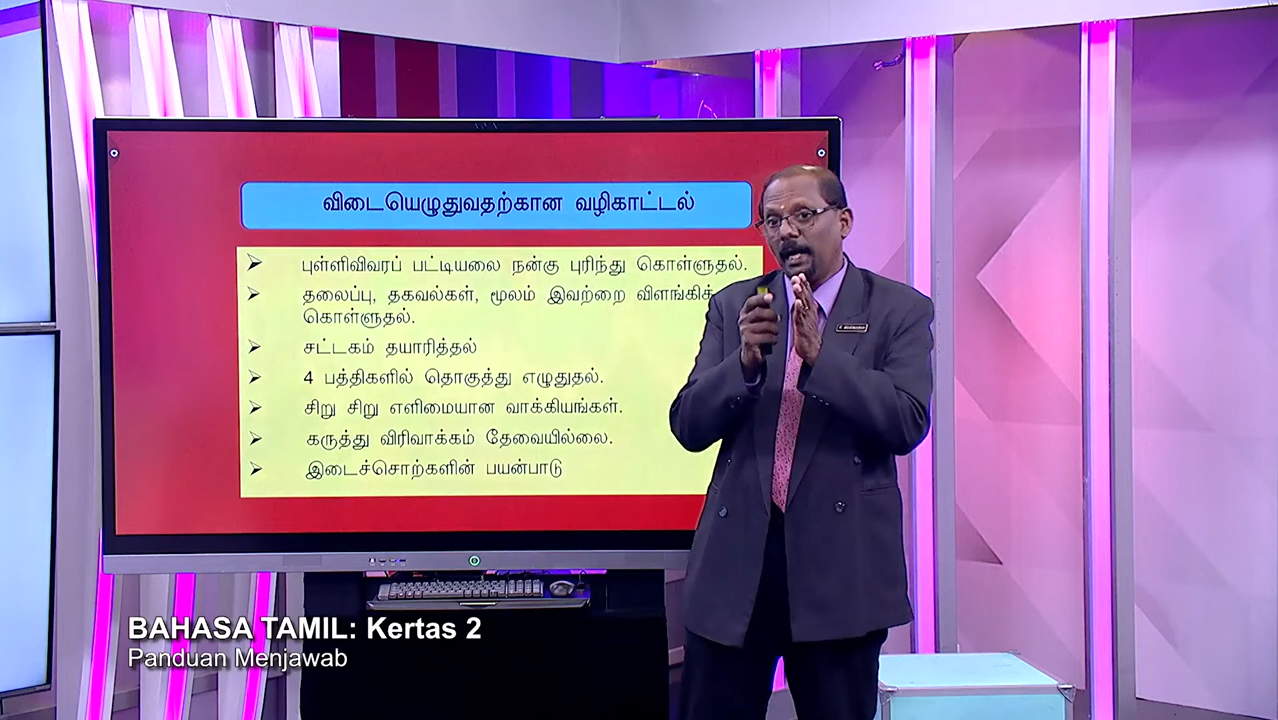 விடையெழுதுவதற்கான வழிகாட்டல்
➢ புள்ளிவிவரப் பட்டியலை நன்கு புரிந்து கொள்ளுதல்.
➢ தலைப்பு, தகவல்கள், மூலம் இவற்றை விளங்கிக்
கொள்ளுதல்.
➢ சட்டகம் தயாரித்தல்
➢ 4 பத்திகளில் தொகுத்து எழுதுதல்.
➢ சிறு சிறு எளிமையான வாக்கியங்கள்.
➢ கருத்து விரிவாக்கம் தேவையில்லை.
➢ இடைச்சொற்களின் பயன்பாடு
BAHASA TAMIL: Kertas 2
Panduan Menjawab